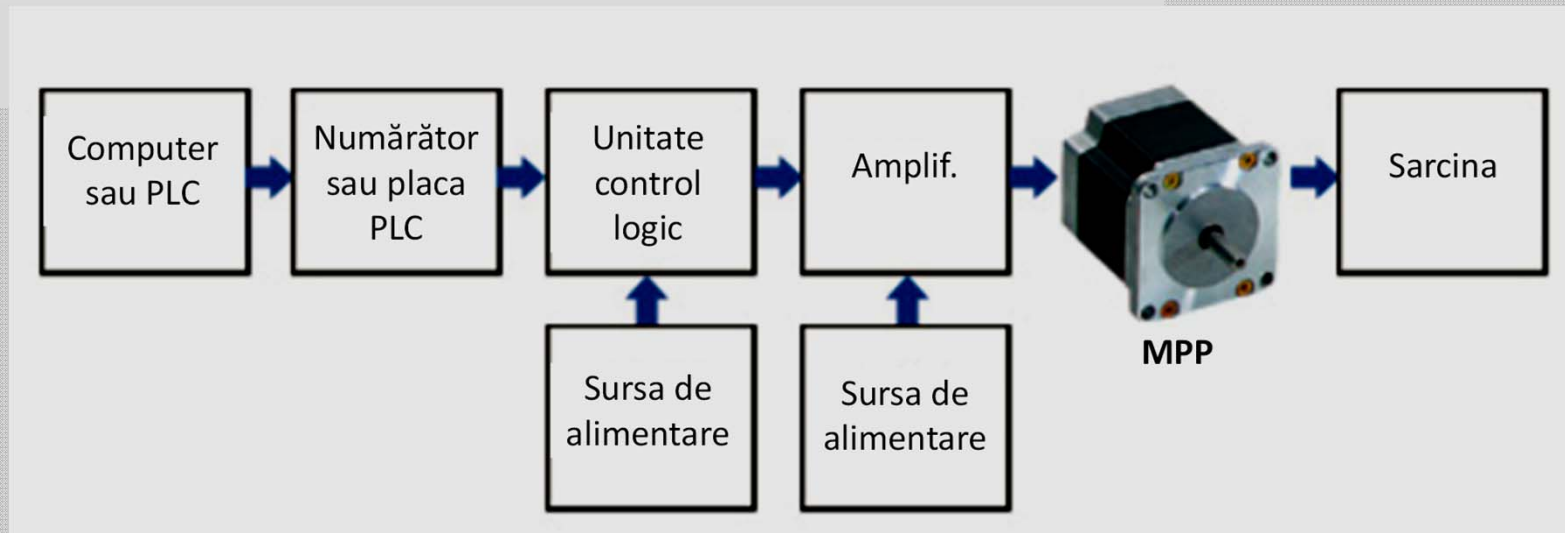 Computer
sau PLC
Numărător
sau placa
PLC
Unitate
control
logic
Amplif.
MPP
Sarcina
Sursa de
alimentare
Sursa de
alimentare